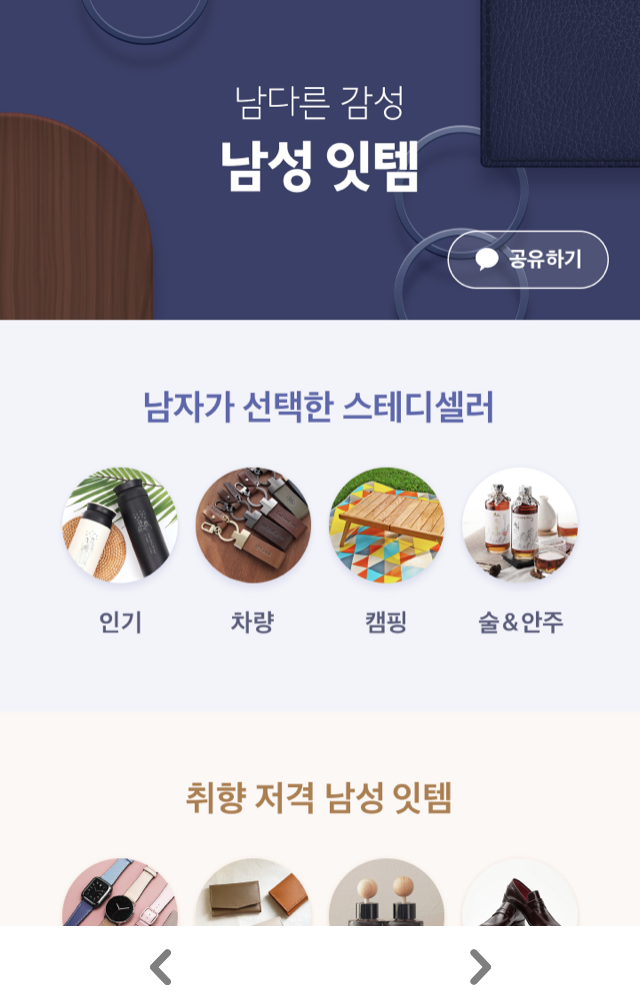 남다른 감성
남성 잇템
공유하기
남자가 선택한 스테디셀러
인기
차량
캠핑
술&안주
취향 저격 남성 잇템